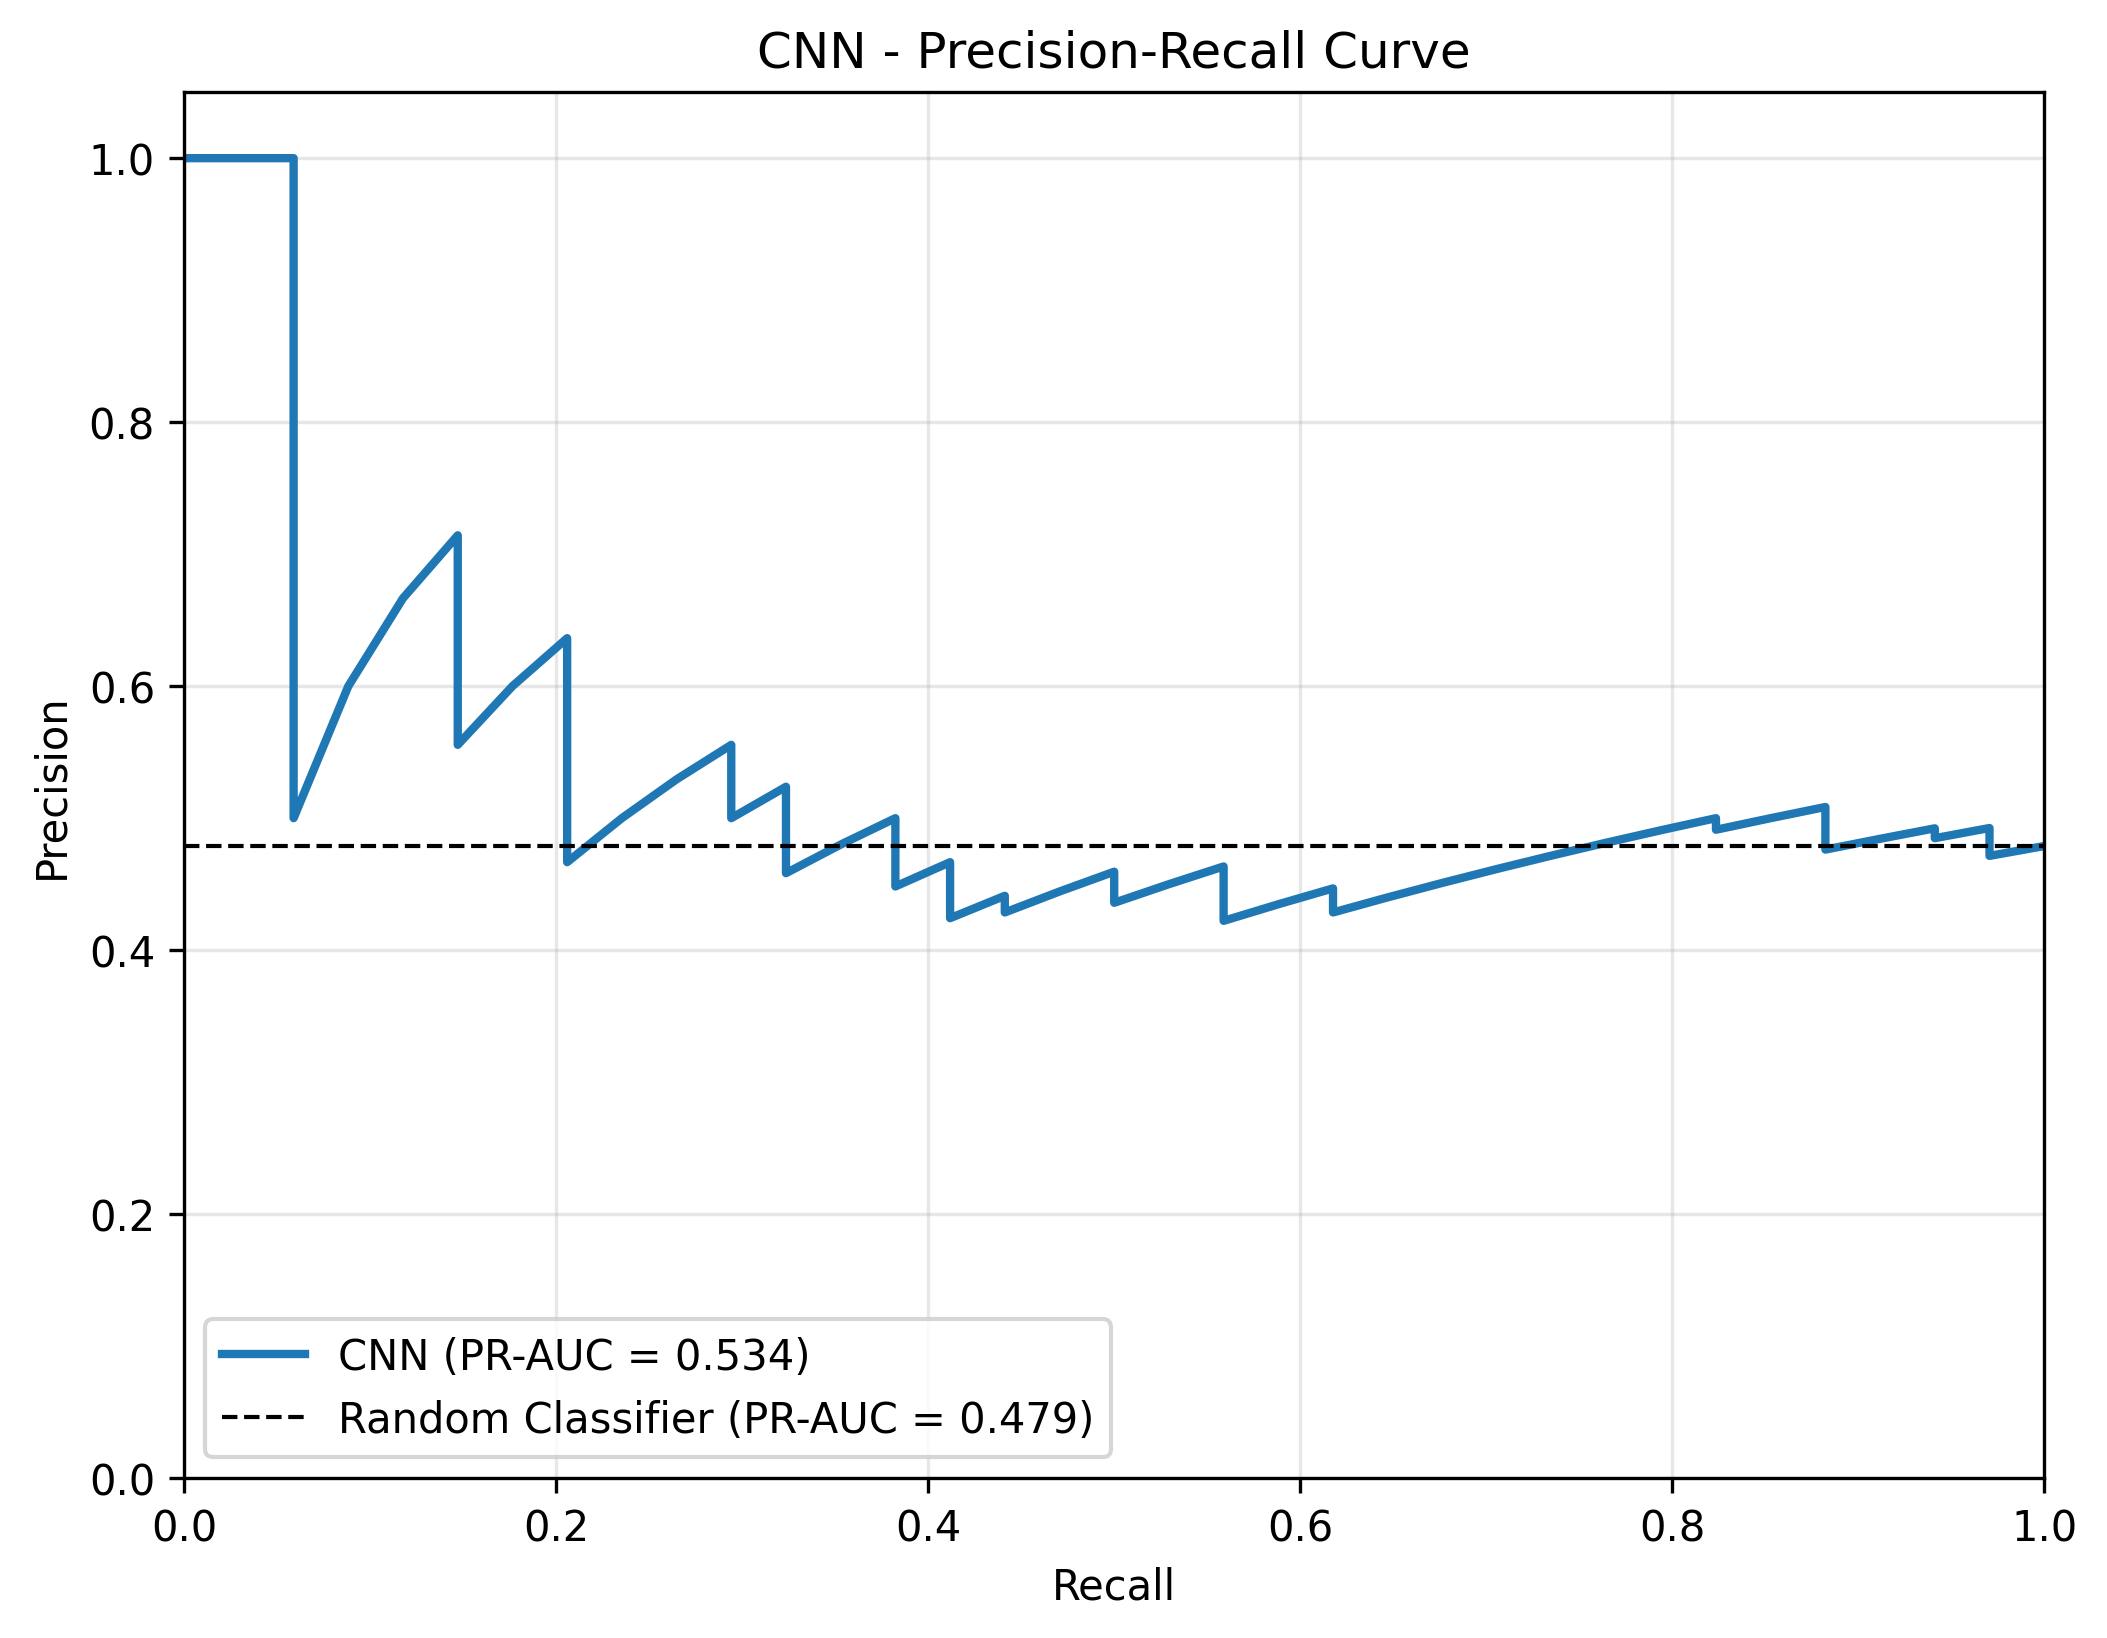 CNN - Precision-Recall Curve
1.0
0.8
0.6
0.4
0.2
0.0
Precision
CNN (PR-AUC = 0.534)
Random Classifier (PR-AUC = 0.479)
0.0 0.2 0.4 0.6 0.8 1.0
Recall